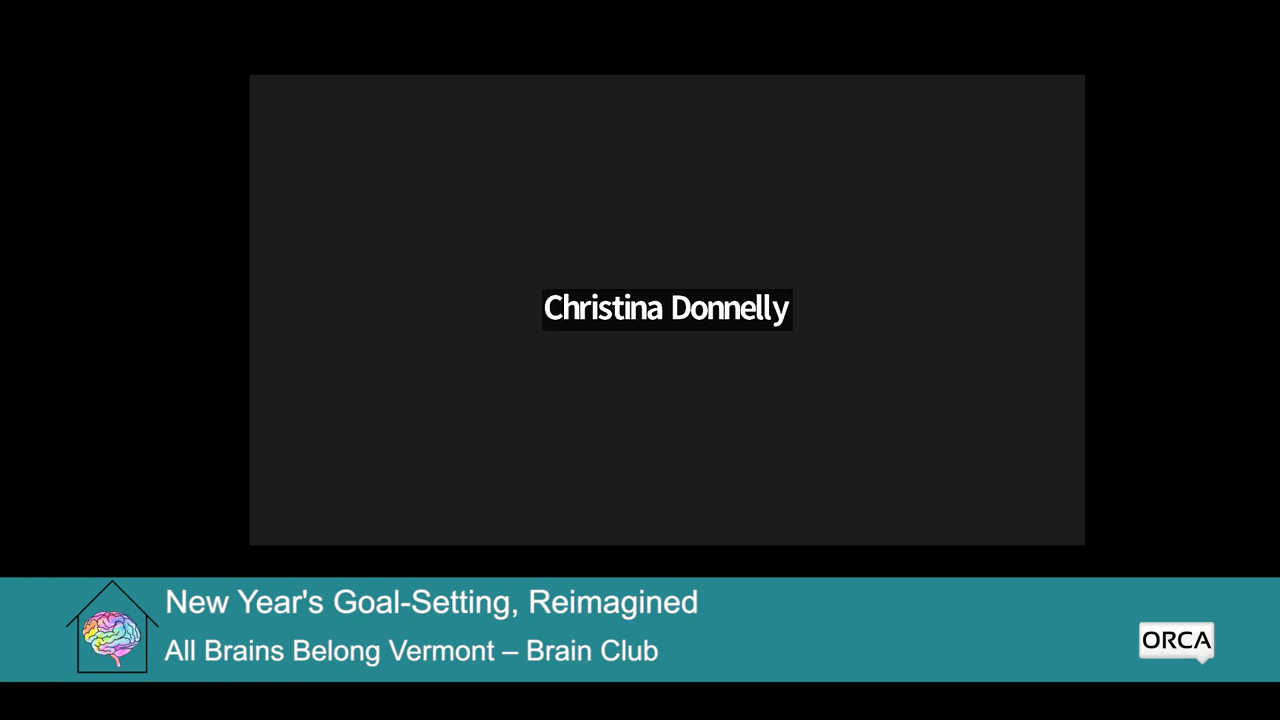 Christina Donnelly
New Year's Goal-Setting, Reimagined
All Brains Belong Vermont – Brain Club
ORCA